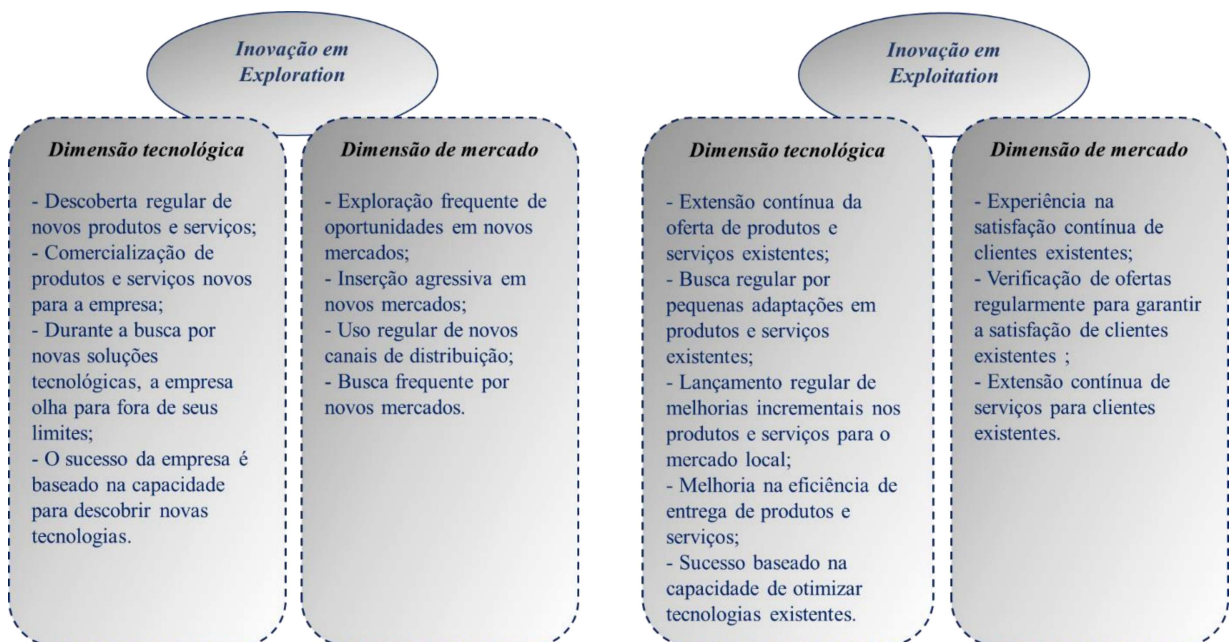 Inovação em
Exploration
Dimensão tecnológica
- Descoberta regular de
novos produtos e serviços;
- Comercialização de
produtos e serviços novos
para a empresa;
- Durante a busca por
novas soluções
tecnológicas, a empresa
olha para fora de seus
limites;
- O sucesso da empresa é
baseado na capacidade
para descobrir novas
tecnologias.
Dimensão de mercado
- Exploração frequente de
oportunidades em novos
mercados;
- Inserção agressiva em
novos mercados;
- Uso regular de novos
canais de distribuição;
- Busca frequente por
novos mercados.
Inovação em
Exploitation
Dimensão tecnológica
- Extensão contínua da
oferta de produtos e
serviços existentes;
- Busca regular por
pequenas adaptações em
produtos e serviços
existentes;
- Lançamento regular de
melhorias incrementais nos
produtos e serviços para o
mercado local;
- Melhoria na eficiência de
entrega de produtos e
serviços;
- Sucesso baseado na
capacidade de otimizar
tecnologias existentes.
Dimensão de mercado
- Experiência na
satisfação contínua de
clientes existentes;
- Verificação de ofertas
regularmente para garantir
a satisfação de clientes
existentes ;
- Extensão contínua de
serviços para clientes
existentes.